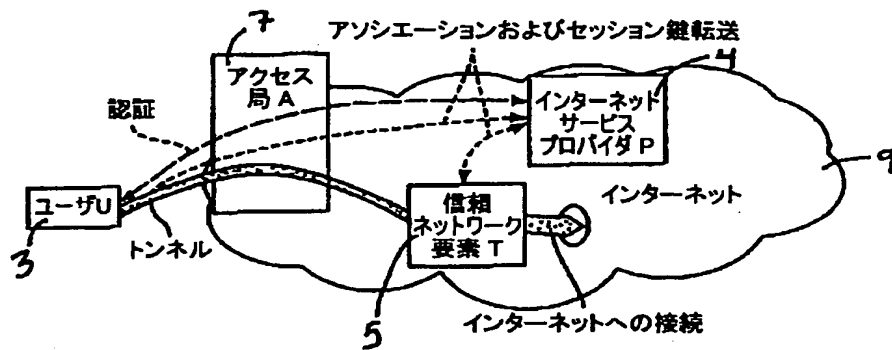 7
アソシエーションおよびセッション鍵転送
アクセス
局 A
4
認証
インターネット
サービス
プロバイダ P
9
ユーザU
3
トンネル
信頼
ネットワーク
要素 T
インターネット
5
インターネットへの接続